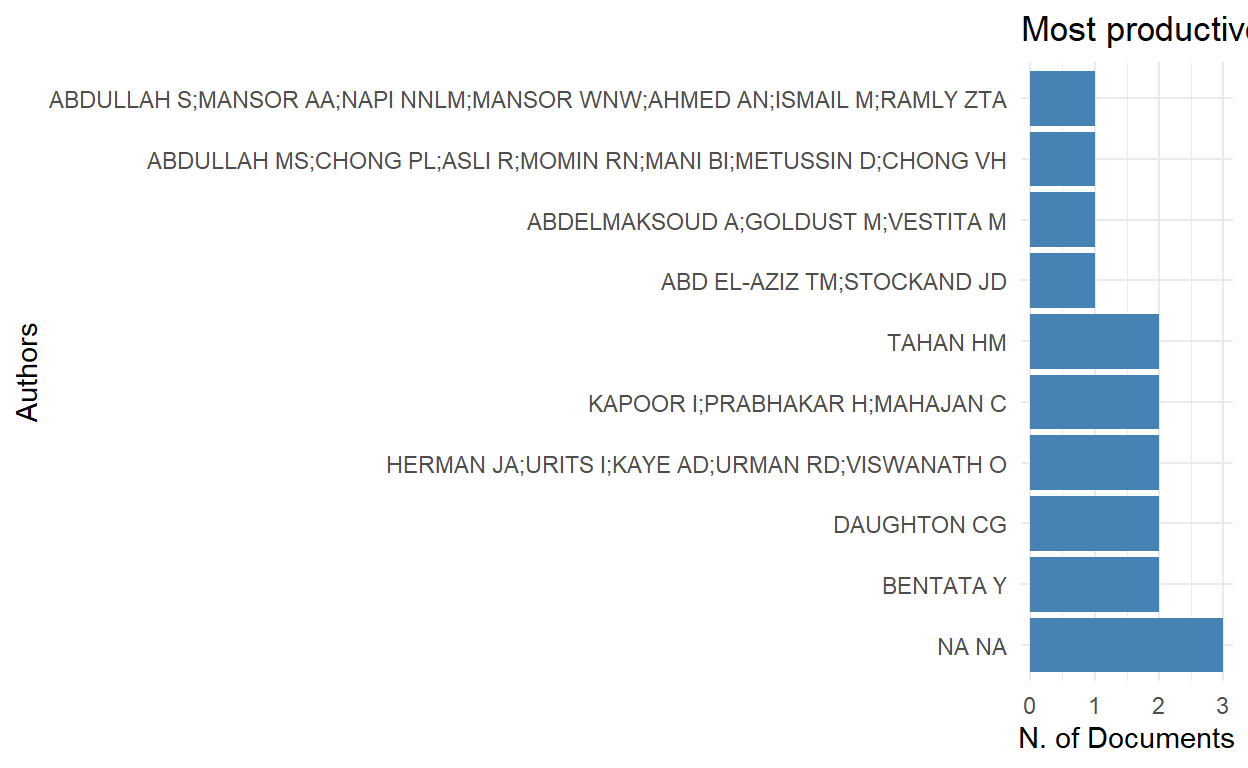 Most productiv
ABDULLAH S;MANSOR AA;NAPI NNLM;MANSOR WNW;AHMED AN;ISMAIL M;RAMLY ZTA
ABDULLAH MS;CHONG PL;ASLI R;MOMIN RN;MANI BI;METUSSIN D;CHONG VH
ABDELMAKSOUD A;GOLDUST M;VESTITA M
ABD EL-AZIZ TM;STOCKAND JD
TAHAN HM
KAPOOR I;PRABHAKAR H;MAHAJAN C
HERMAN JA;URITS I;KAYE AD;URMAN RD;VISWANATH O
DAUGHTON CG
BENTATA Y
NA NA
Authors
0 1 2 3
N. of Documents